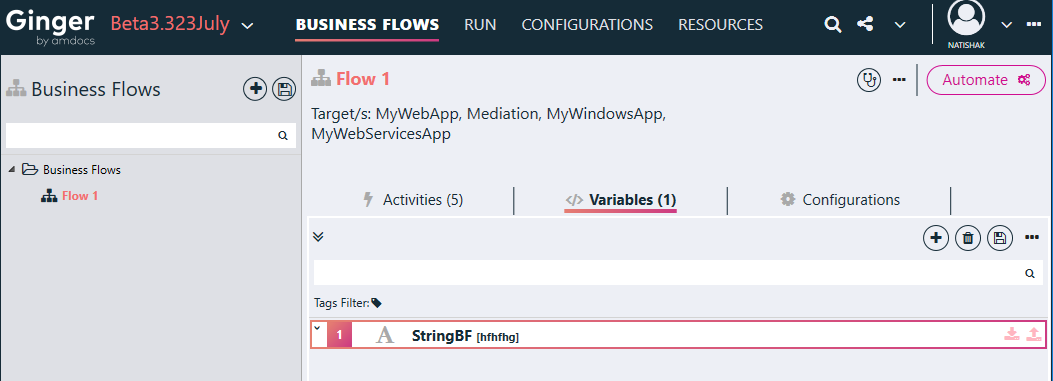 Ginger
by amdocs
Beta3.323July
BUSINESS FLOWS
RUN
CONFIGURATIONS
RESOURCES
NATISHAK
Business Flows
Business Flows
Flow 1
Flow 1
Automate
Target/s: MyWebApp, Mediation, MyWindowsApp,
MyWebServicesApp
Activities (5)
Variables (1)
Configurations
Tags Filter:
1
A
StringBF [hfhfhg]